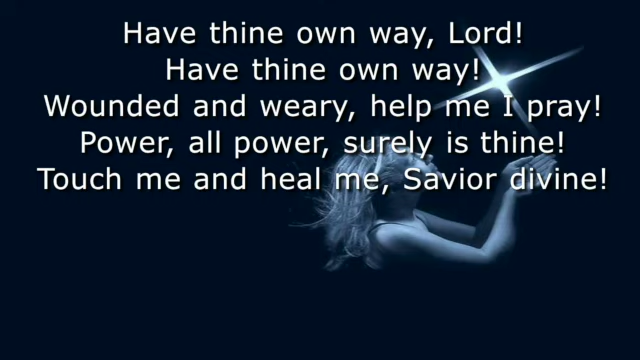 Have thine own way, Lord!
Have thine own way!
Wounded and weary, help me I pray!
Power, all power, surely is thine!
Touch me and heal me, Savior divine!